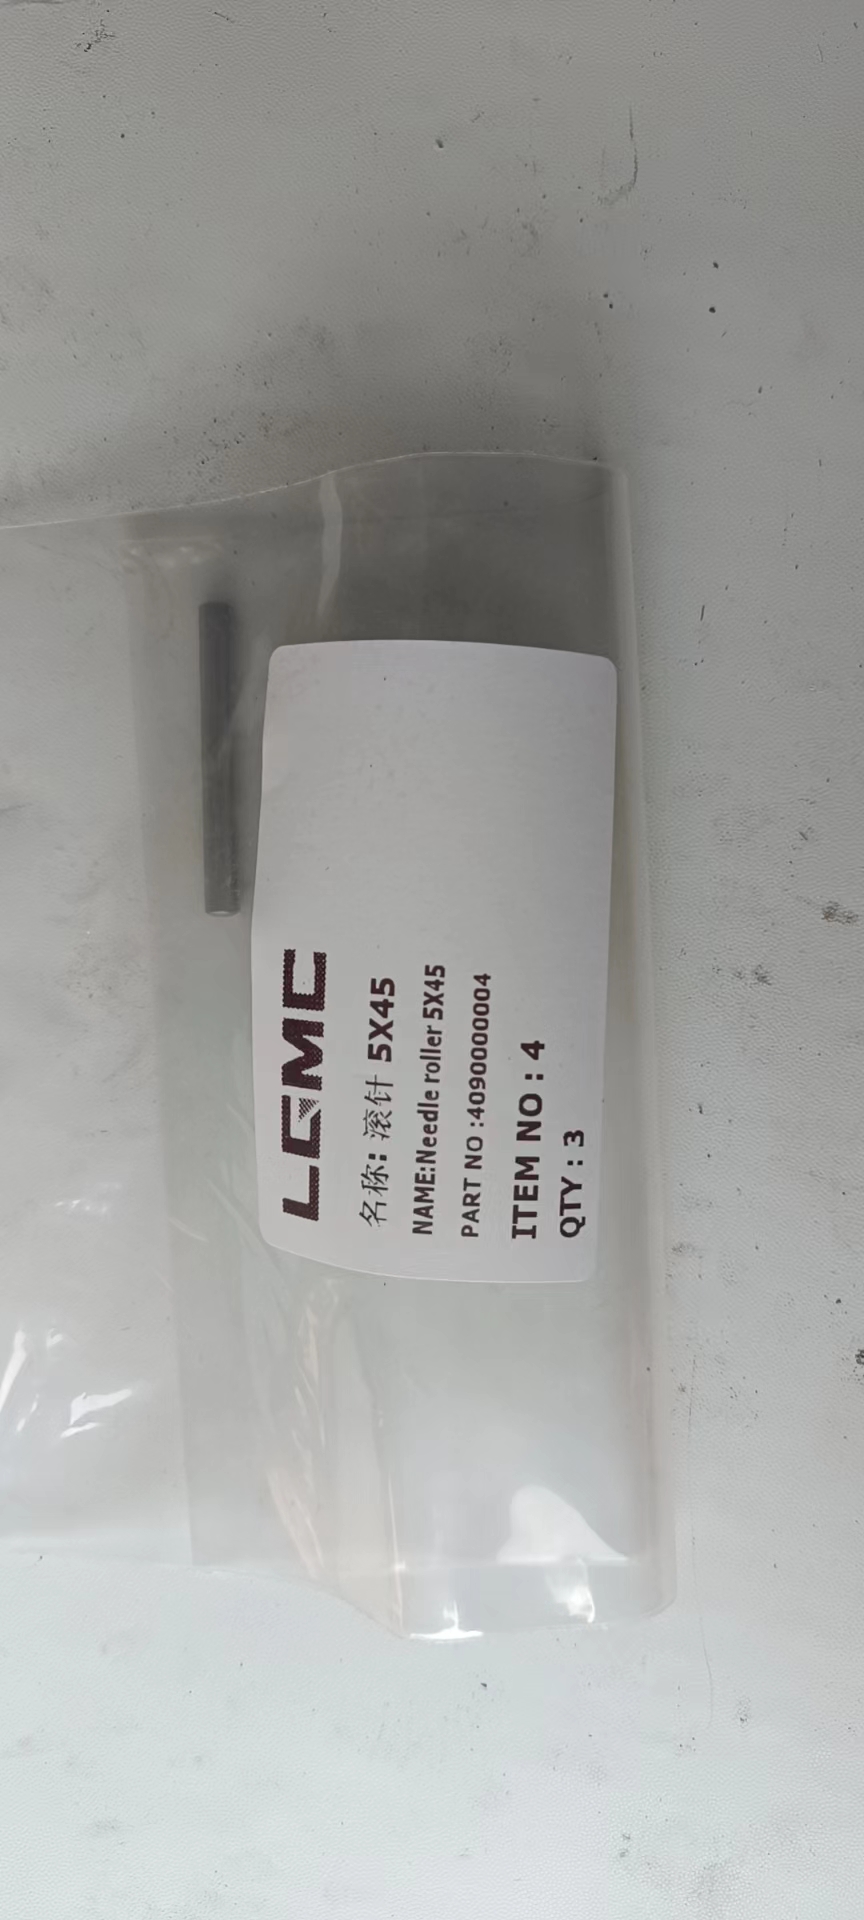 LGMC
名称: 滚针 5X45
NAME:Needle roller 5X45
PART NO :4090000004
ITEM NO : 4
QTY : 3